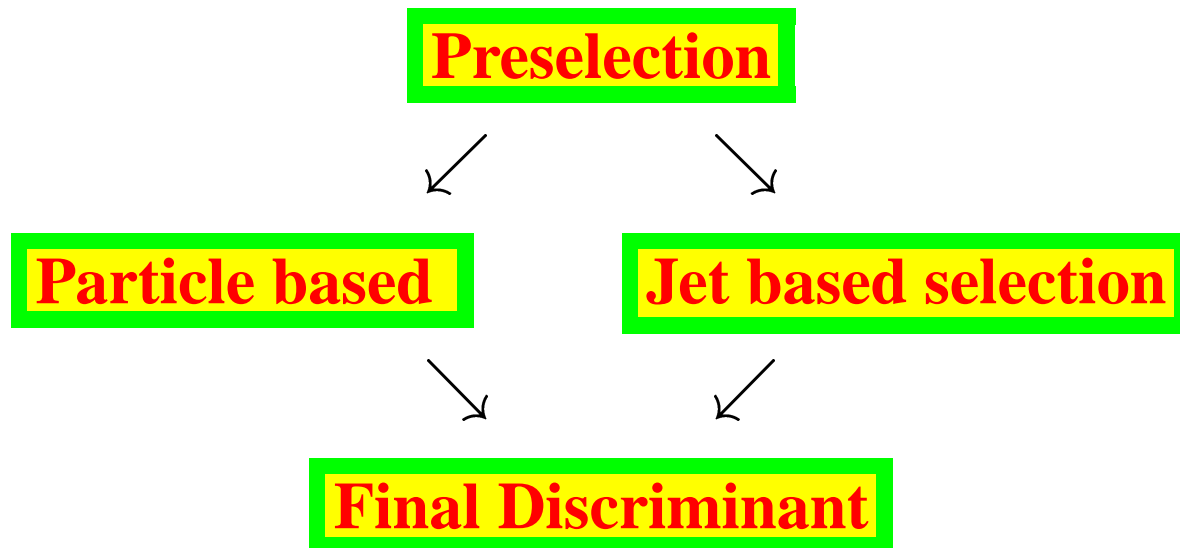 Preselection
Particle based
Jet based selection
Final Discriminant